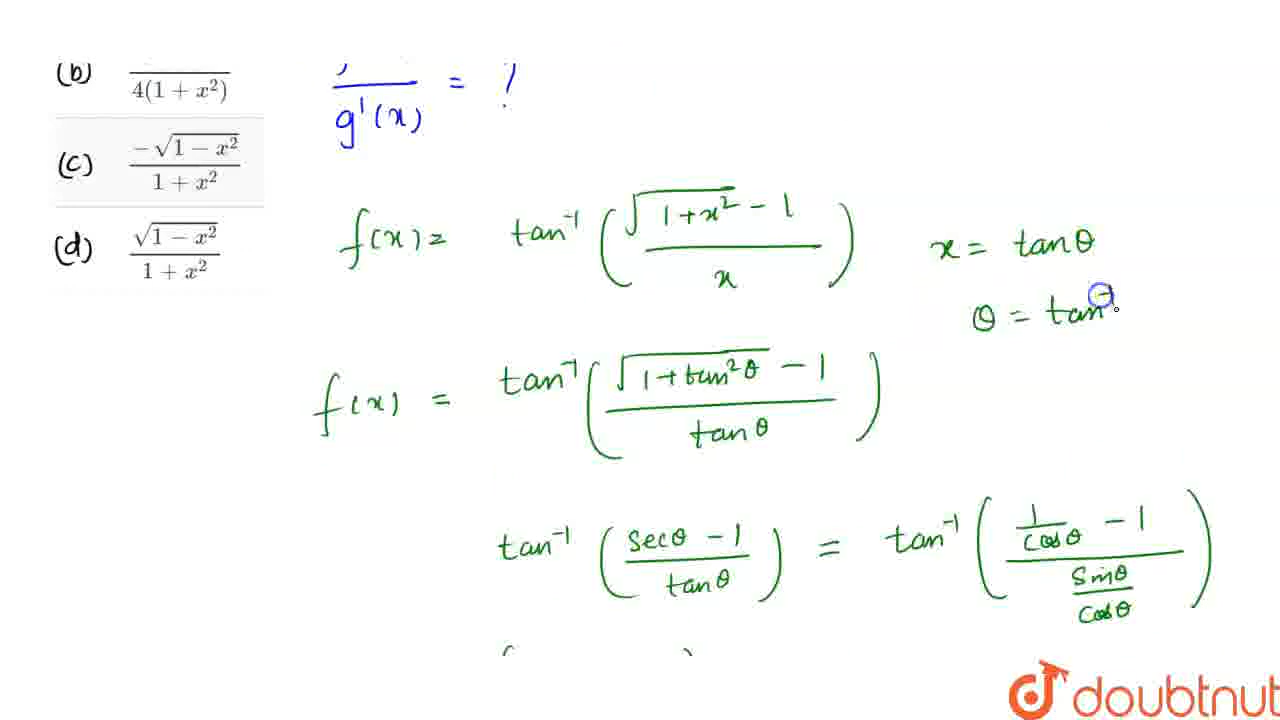 (b) 4(1 + x²)
g'(x) = ?
(c) -√(1 - x²) / (1 + x²)
(d) √(1 - x²) / (1 + x²)
f(x) = tan⁻¹ ((√(1+x²) - 1) / x)
x = tanθ
θ = tan⁻¹
f(x) = tan⁻¹ ((√(1+tan²θ) - 1) / tanθ)
tan⁻¹ ((secθ - 1) / tanθ) = tan⁻¹ ((1/cosθ - 1) / (sinθ/cosθ))
doubtnut